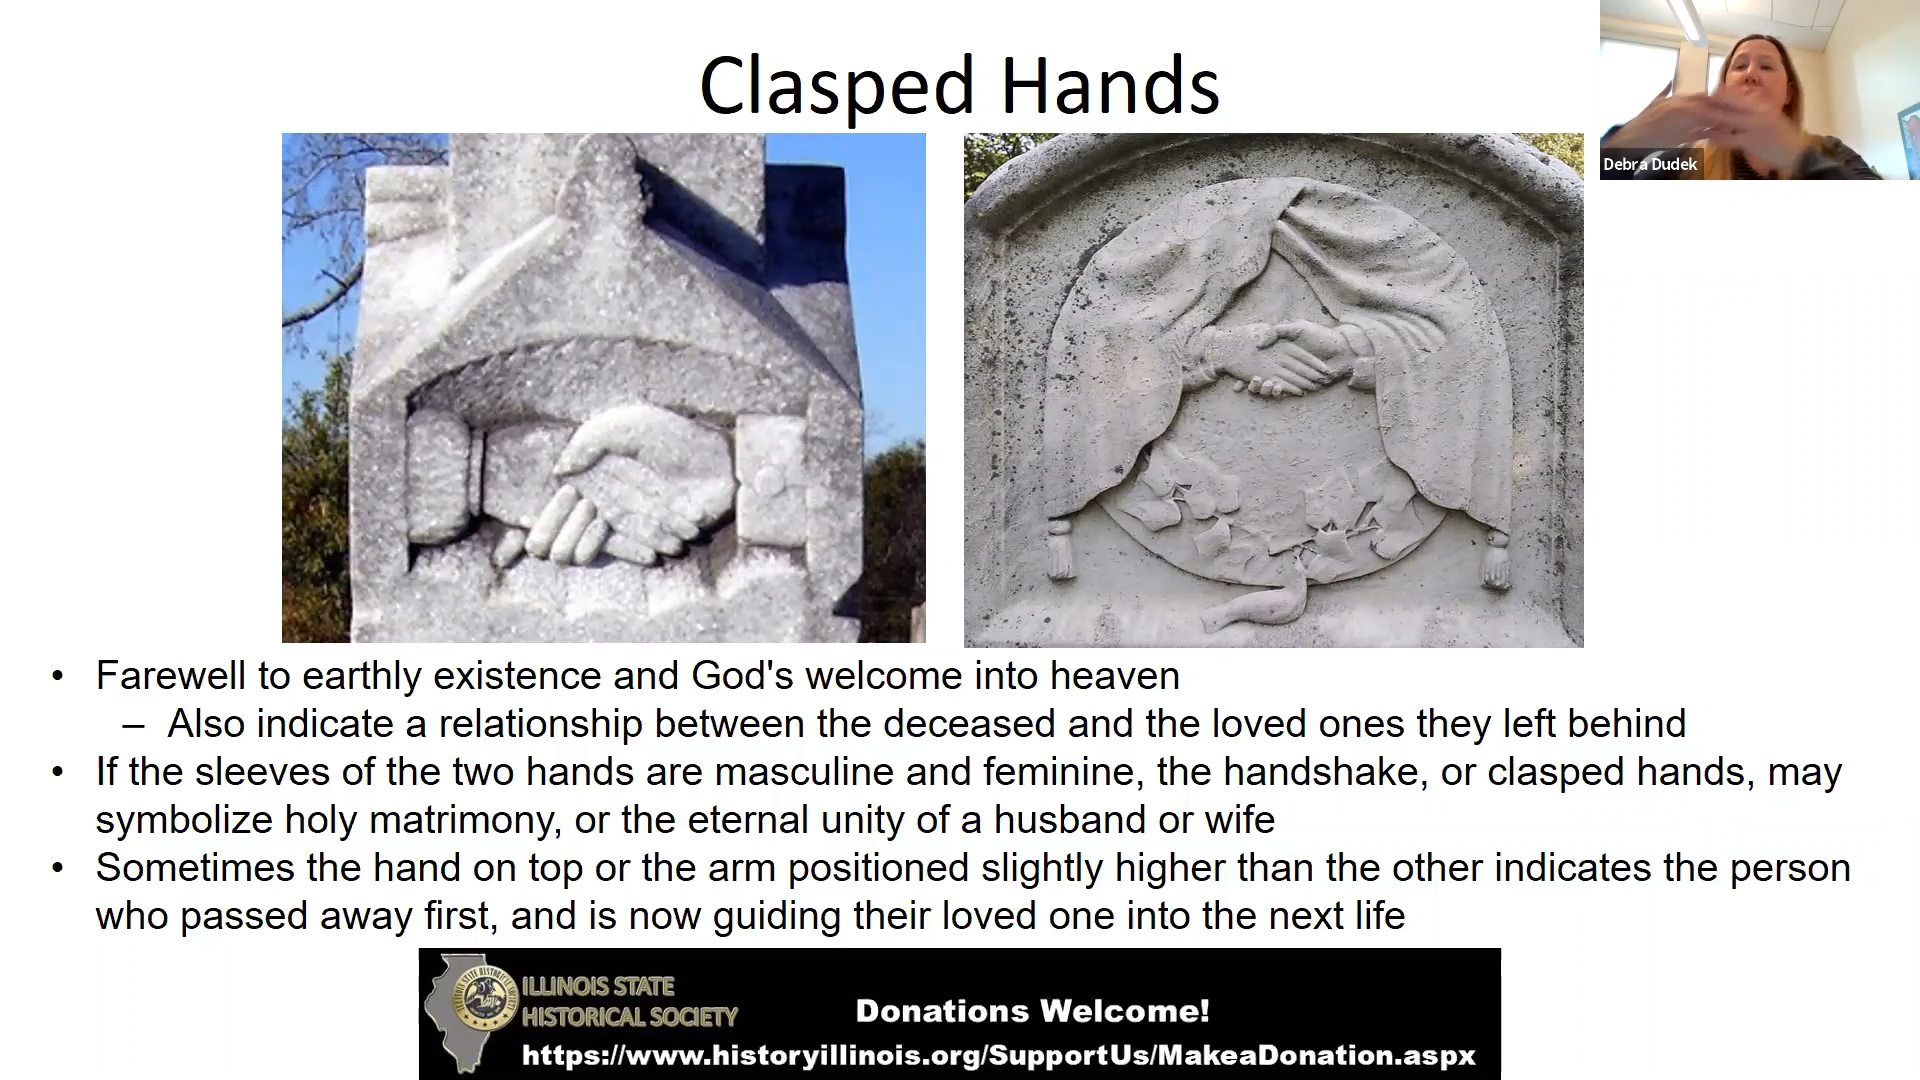 Clasped Hands
Debra Dudek
• Farewell to earthly existence and God's welcome into heaven
– Also indicate a relationship between the deceased and the loved ones they left behind
• If the sleeves of the two hands are masculine and feminine, the handshake, or clasped hands, may
symbolize holy matrimony, or the eternal unity of a husband or wife
• Sometimes the hand on top or the arm positioned slightly higher than the other indicates the person
who passed away first, and is now guiding their loved one into the next life
ILLINOIS STATE
HISTORICAL SOCIETY
Donations Welcome!
https://www.historyillinois.org/SupportUs/MakeaDonation.aspx